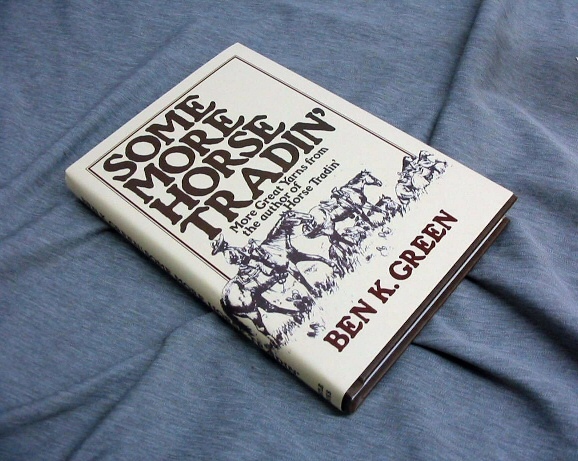 SOME
MORE
HORSE
TRADIN'
More Great Yarns from
the author of
Horse Tradin'
BEN K. GREEN